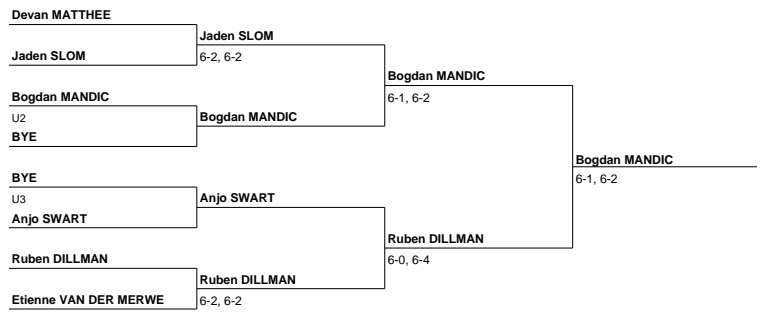 Devan MATTHEE
Jaden SLOM
Jaden SLOM
6-2, 6-2
Bogdan MANDIC
6-1, 6-2
Bogdan MANDIC
U2
Bogdan MANDIC
BYE
Bogdan MANDIC
6-1, 6-2
BYE
U3
Anjo SWART
Anjo SWART
Ruben DILLMAN
6-0, 6-4
Ruben DILLMAN
Ruben DILLMAN
6-2, 6-2
Etienne VAN DER MERWE